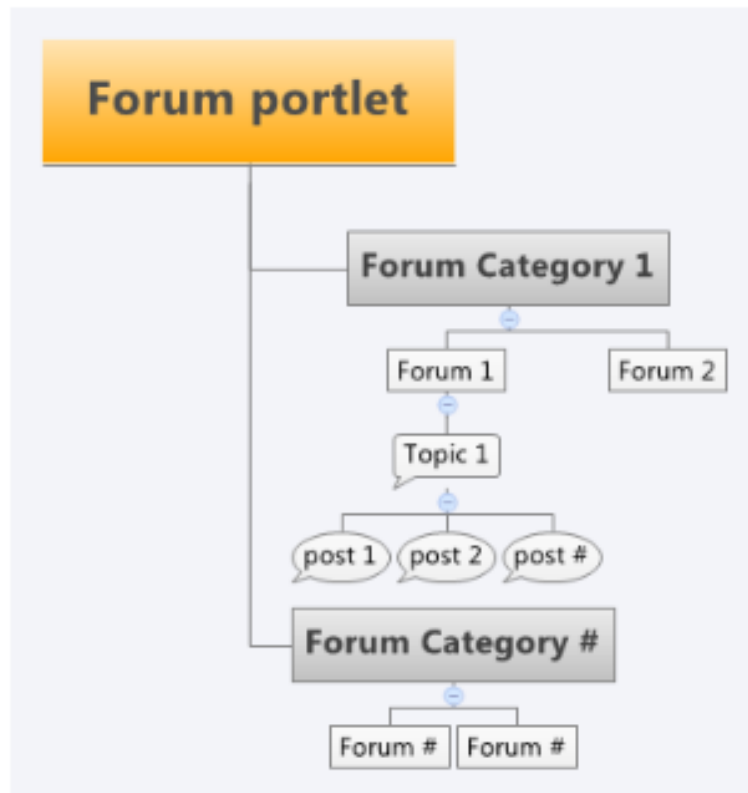 Forum portlet
Forum Category 1
Forum 1
Forum 2
Topic 1
post 1
post 2
post #
Forum Category #
Forum #
Forum #